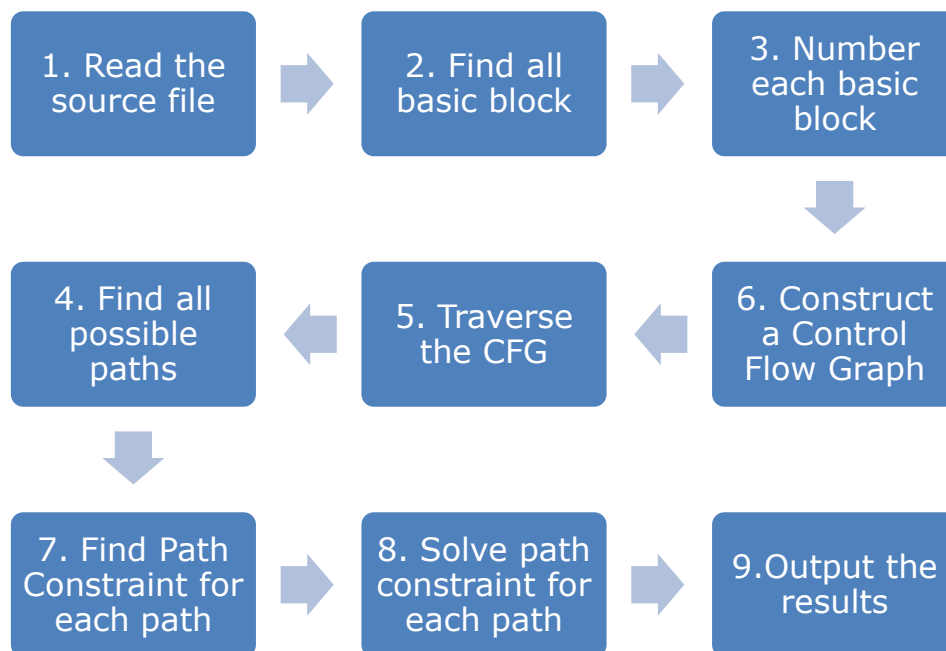 1. Read the
source file
2. Find all
basic block
3. Number
each basic
block
4. Find all
possible
paths
5. Traverse
the CFG
6. Construct
a Control
Flow Graph
7. Find Path
Constraint for
each path
8. Solve path
constraint for
each path
9.Output the
results